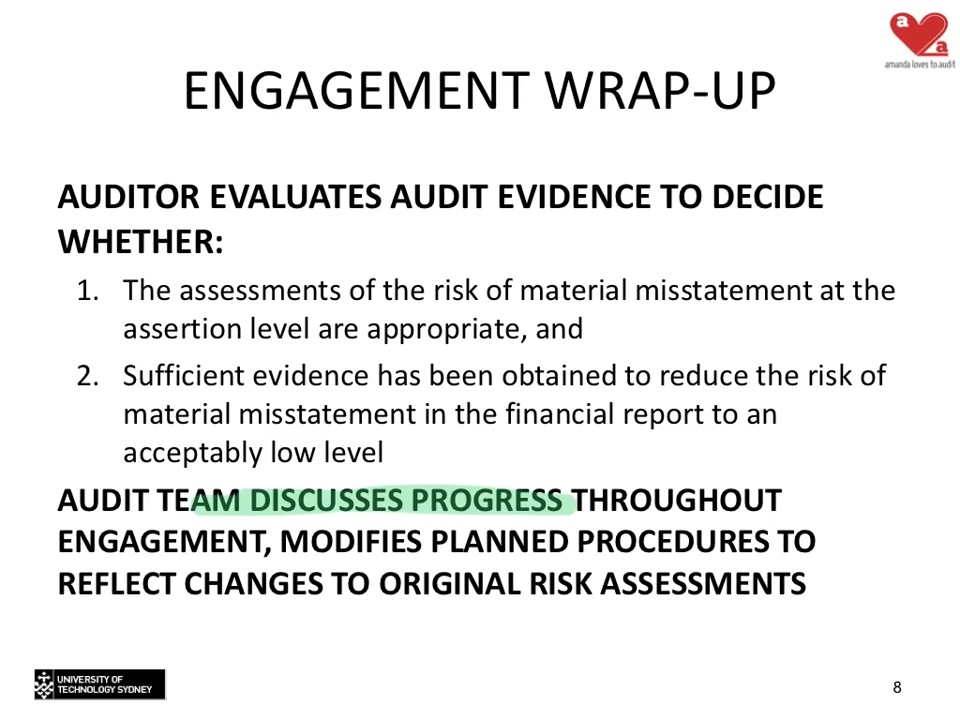 a
a
amanda loves to audit
ENGAGEMENT WRAP-UP
AUDITOR EVALUATES AUDIT EVIDENCE TO DECIDE
WHETHER:
1. The assessments of the risk of material misstatement at the
assertion level are appropriate, and
2. Sufficient evidence has been obtained to reduce the risk of
material misstatement in the financial report to an
acceptably low level
AUDIT TEAM DISCUSSES PROGRESS THROUGHOUT
ENGAGEMENT, MODIFIES PLANNED PROCEDURES TO
REFLECT CHANGES TO ORIGINAL RISK ASSESSMENTS
UNIVERSITY OF
TECHNOLOGY SYDNEY
8